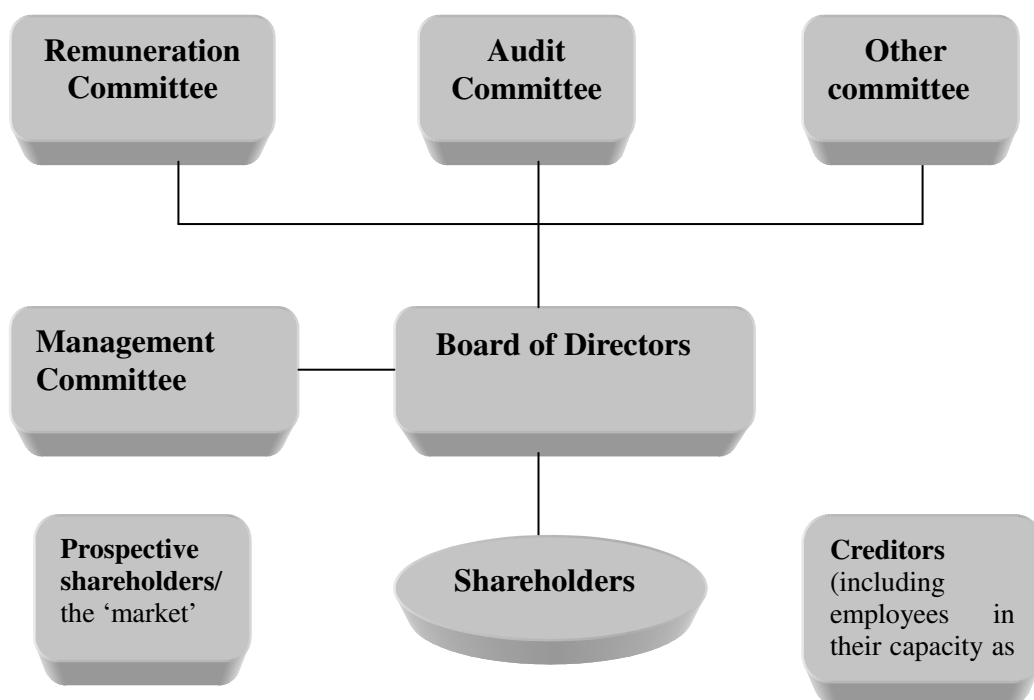 Remuneration
Committee
Audit
Committee
Other
committee
Management
Committee
Board of Directors
Prospective
shareholders/
the ‘market’
Shareholders
Creditors
(including
employees in
their capacity as